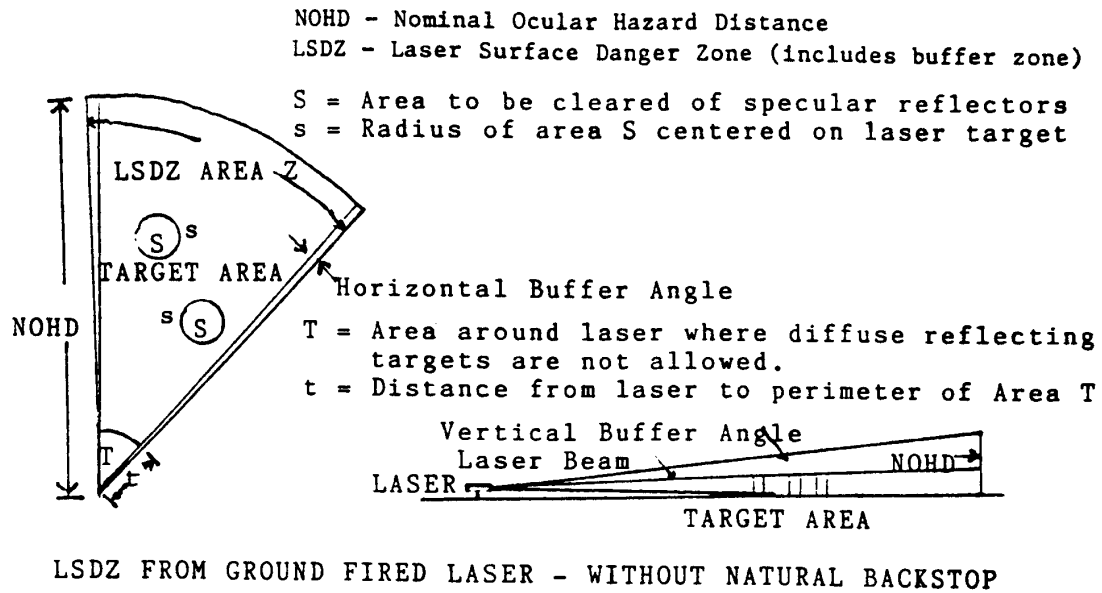 NOHD - Nominal Ocular Hazard Distance
LSDZ - Laser Surface Danger Zone (includes buffer zone)
S = Area to be cleared of specular reflectors
s = Radius of area S centered on laser target
LSDZ AREA Z
S s
TARGET AREA
Horizontal Buffer Angle
s S
NOHD
T = Area around laser where diffuse reflecting
targets are not allowed.
t = Distance from laser to perimeter of Area T
T
t
Vertical Buffer Angle
Laser Beam
NOHD
LASER
TARGET AREA
LSDZ FROM GROUND FIRED LASER - WITHOUT NATURAL BACKSTOP